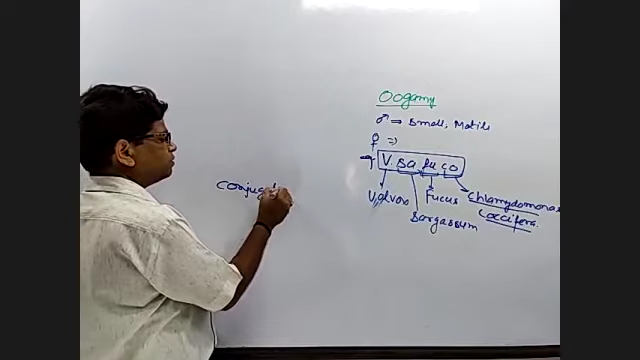 Oogamy
♂ → Small, Motile
♀ ⇒
V Sa fu co
Volvox
Fucus
Chlamydomonas
Coccifera
Sargassum
Conjug